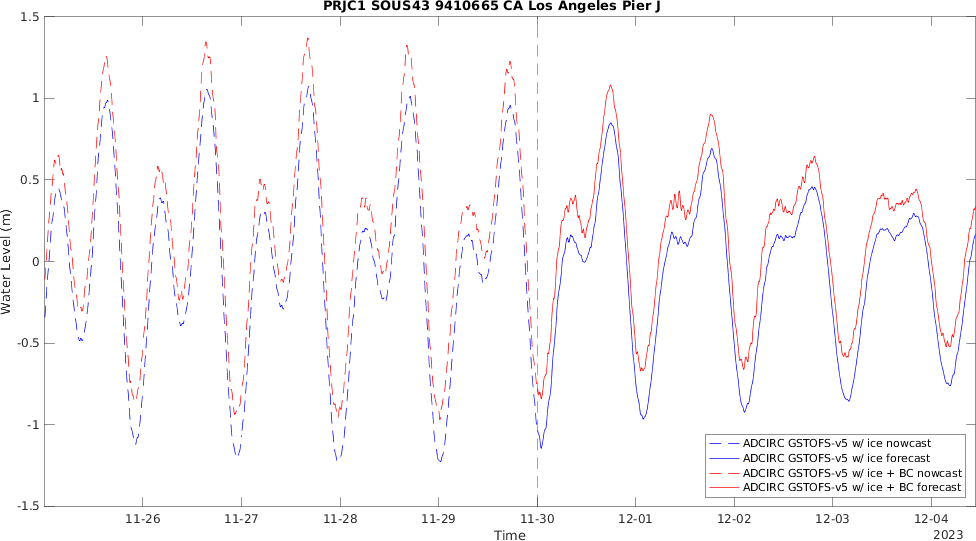 PRJC1 SOUS43 9410665 CA Los Angeles Pier J
1.5
1
0.5
0
-0.5
-1
-1.5
Water Level (m)
11-26 11-27 11-28 11-29 11-30 12-01 12-02 12-03 12-04
2023
Time
ADCIRC GSTOFS-v5 w/ ice nowcast
ADCIRC GSTOFS-v5 w/ ice forecast
ADCIRC GSTOFS-v5 w/ ice + BC nowcast
ADCIRC GSTOFS-v5 w/ ice + BC forecast